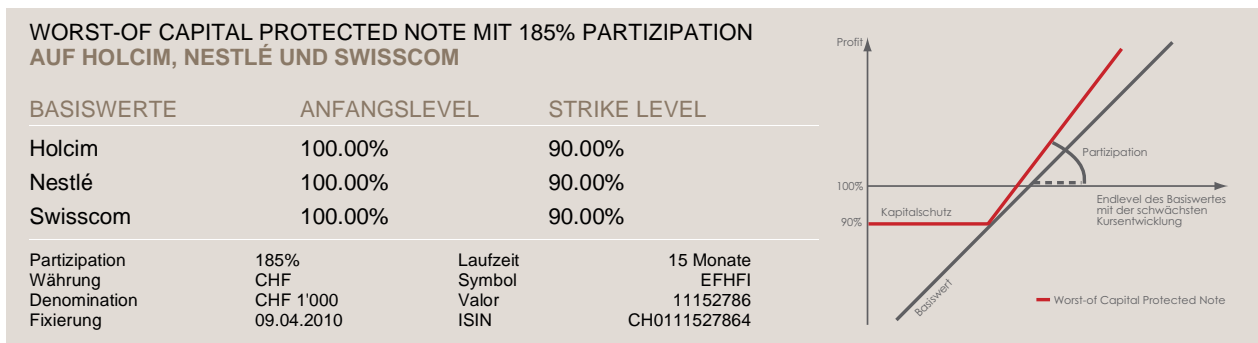 WORST-OF CAPITAL PROTECTED NOTE MIT 185% PARTIZIPATION
AUF HOLCIM, NESTLÉ UND SWISSCOM
BASISWERTE ANFANGSLEVEL STRIKE LEVEL
Holcim 100.00% 90.00%
Nestlé 100.00% 90.00%
Swisscom 100.00% 90.00%
Partizipation 185% Laufzeit 15 Monate
Währung CHF Symbol EFHFI
Denomination CHF 1'000 Valor 11152786
Fixierung 09.04.2010 ISIN CH0111527864
Profit
Partizipation
100%
Endlevel des Basiswertes
mit der schwächsten
Kursentwicklung
Kapitalschutz
90%
Basiswert
Worst-of Capital Protected Note